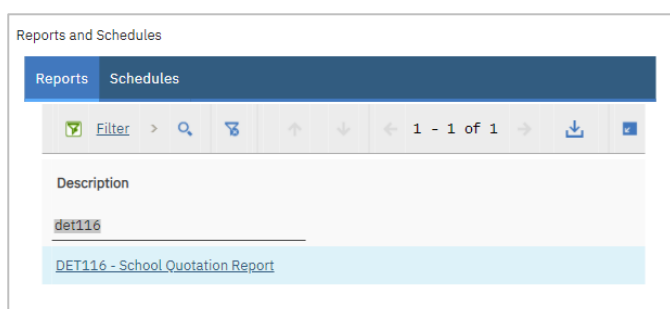 Reports and Schedules
Reports Schedules
Filter > 1 - 1 of 1
Description
det116
DET116 - School Quotation Report